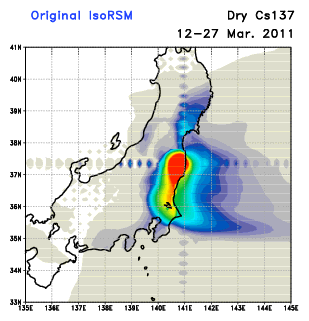 Original IsoRSM
Dry Cs137
12-27 Mar. 2011
41N
40N
39N
38N
37N
36N
35N
34N
33N
135E 136E 137E 138E 139E 140E 141E 142E 143E 144E 145E